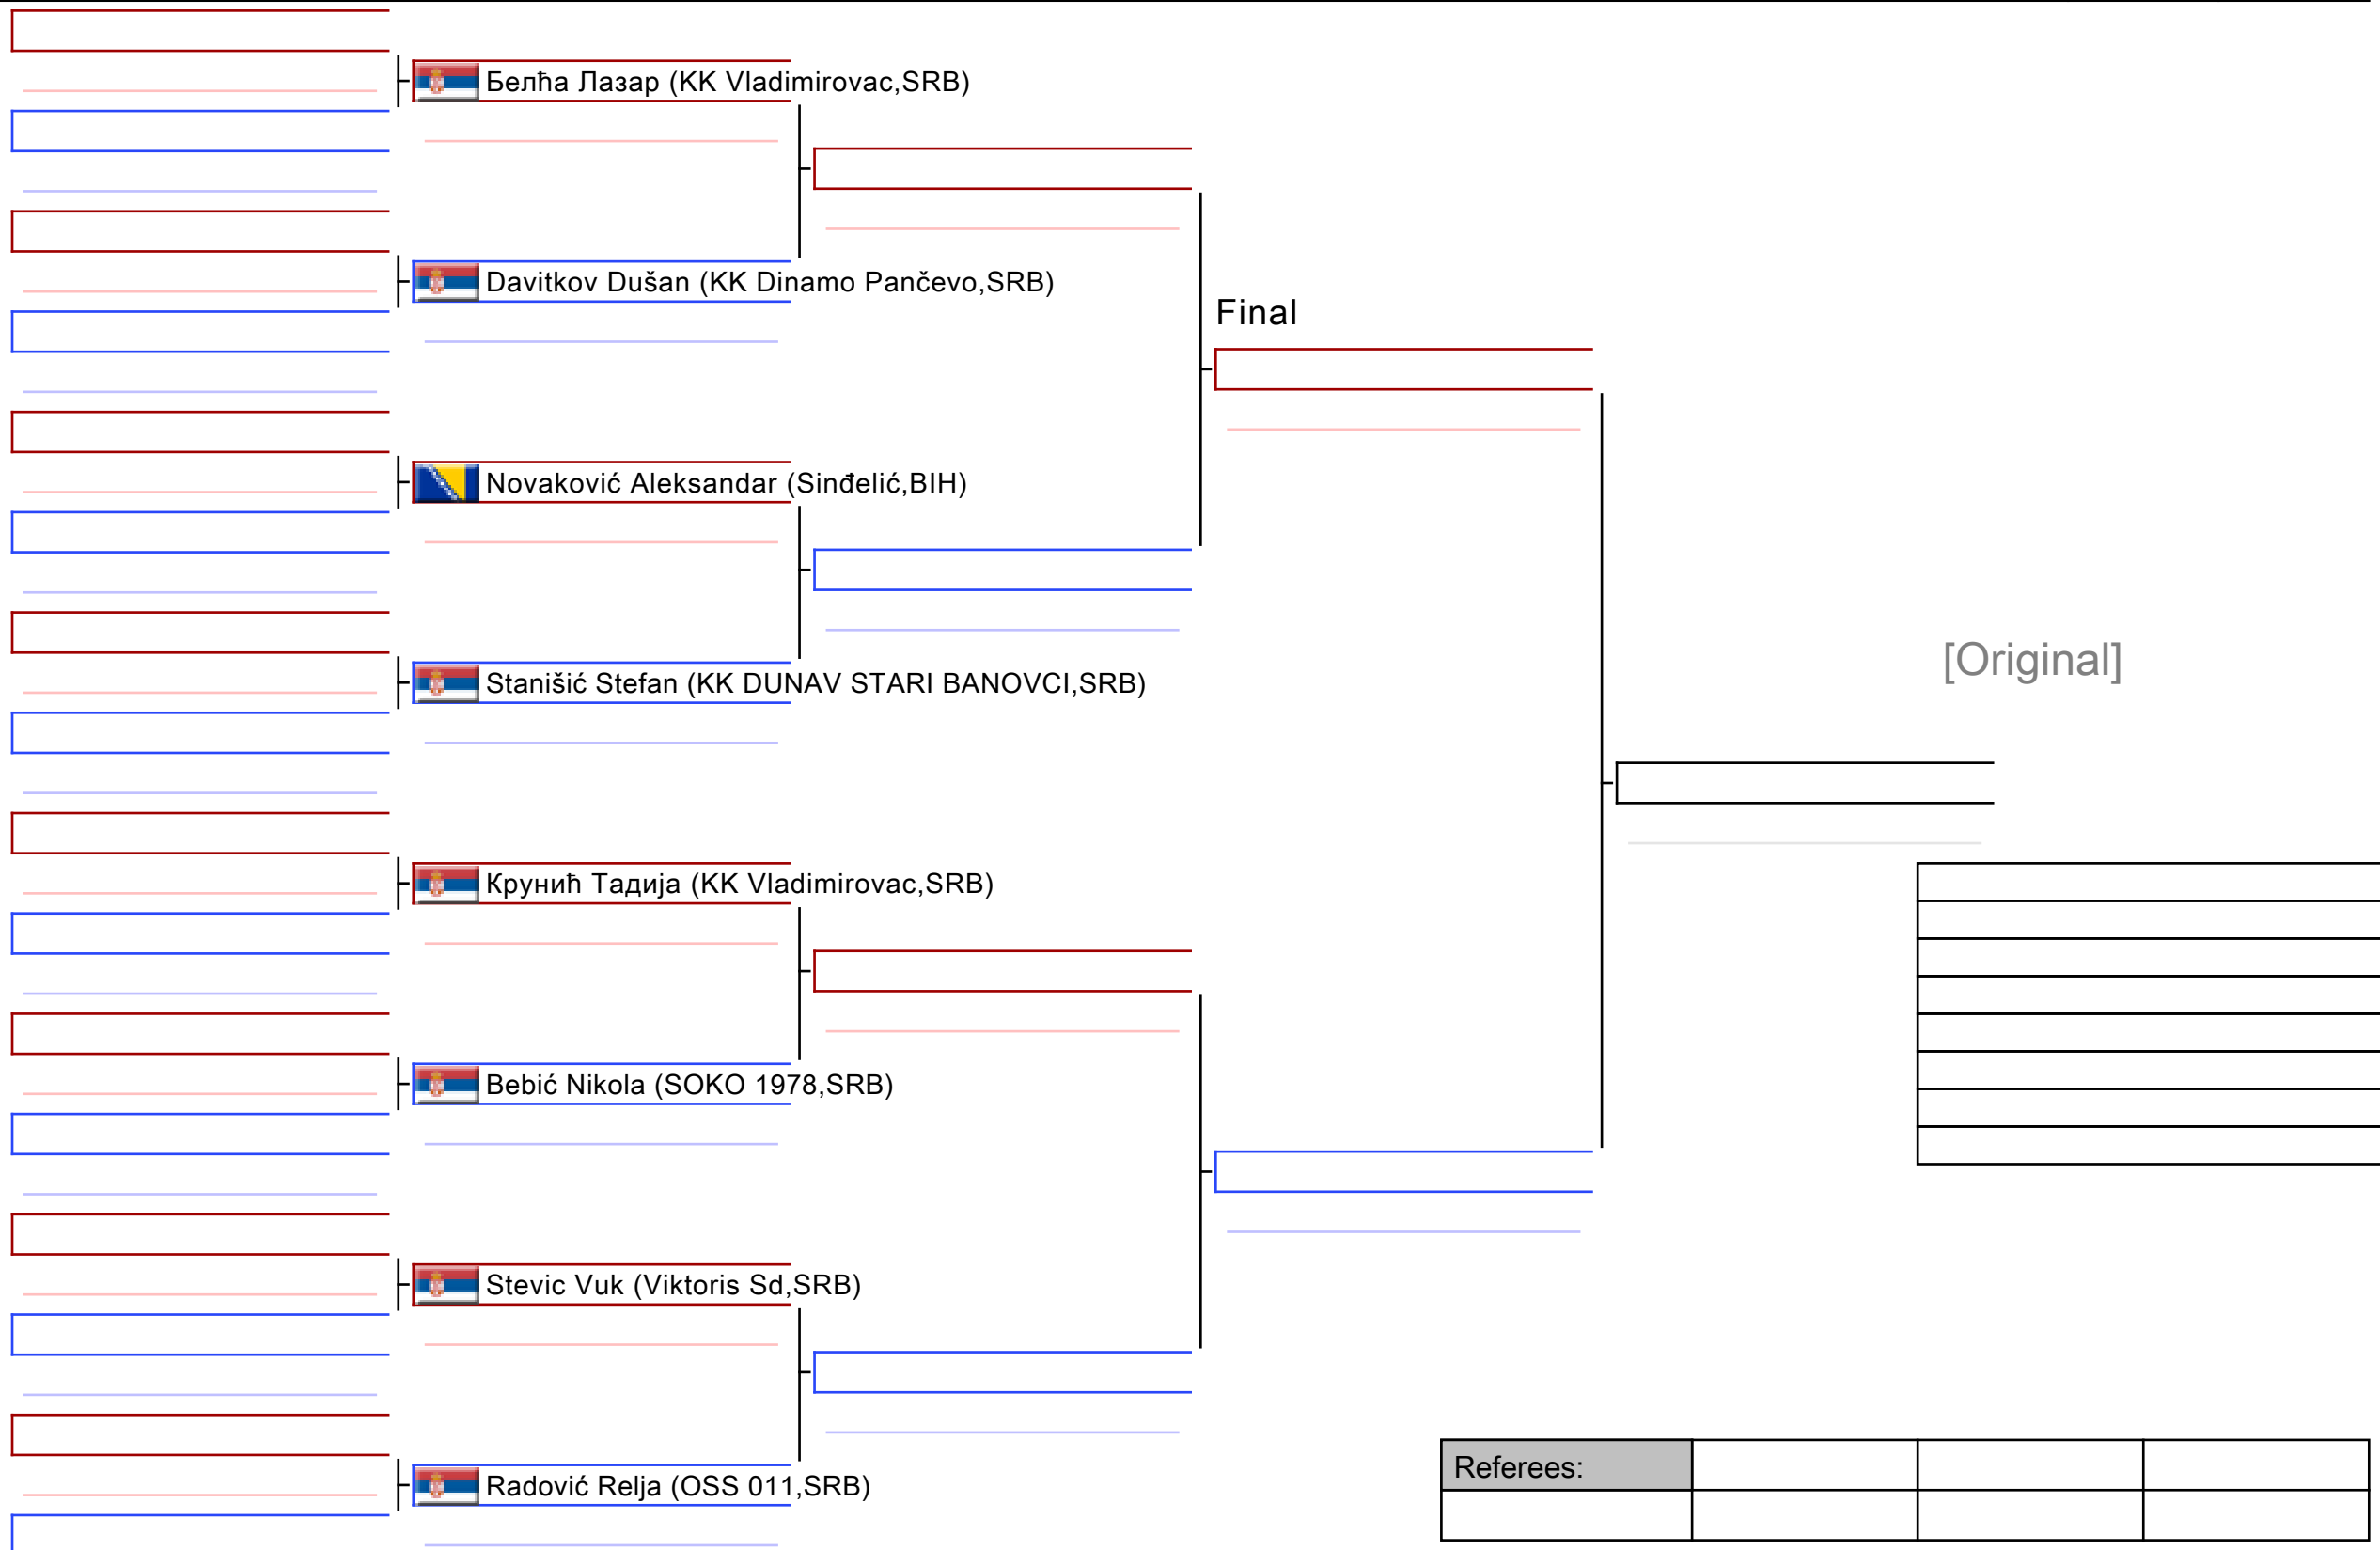 Белћа Лазар (KK Vladimirovac,SRB)
Davitkov Dušan (KK Dinamo Pančevo,SRB)
Final
Novaković Aleksandar (Sinđelić,BIH)
[Original]
Stanišić Stefan (KK DUNAV STARI BANOVCI,SRB)
Крунић Тадија (KK Vladimirovac,SRB)
Bebić Nikola (SOKO 1978,SRB)
Stevic Vuk (Viktoris Sd,SRB)
Referees:
Radović Relja (OSS 011,SRB)